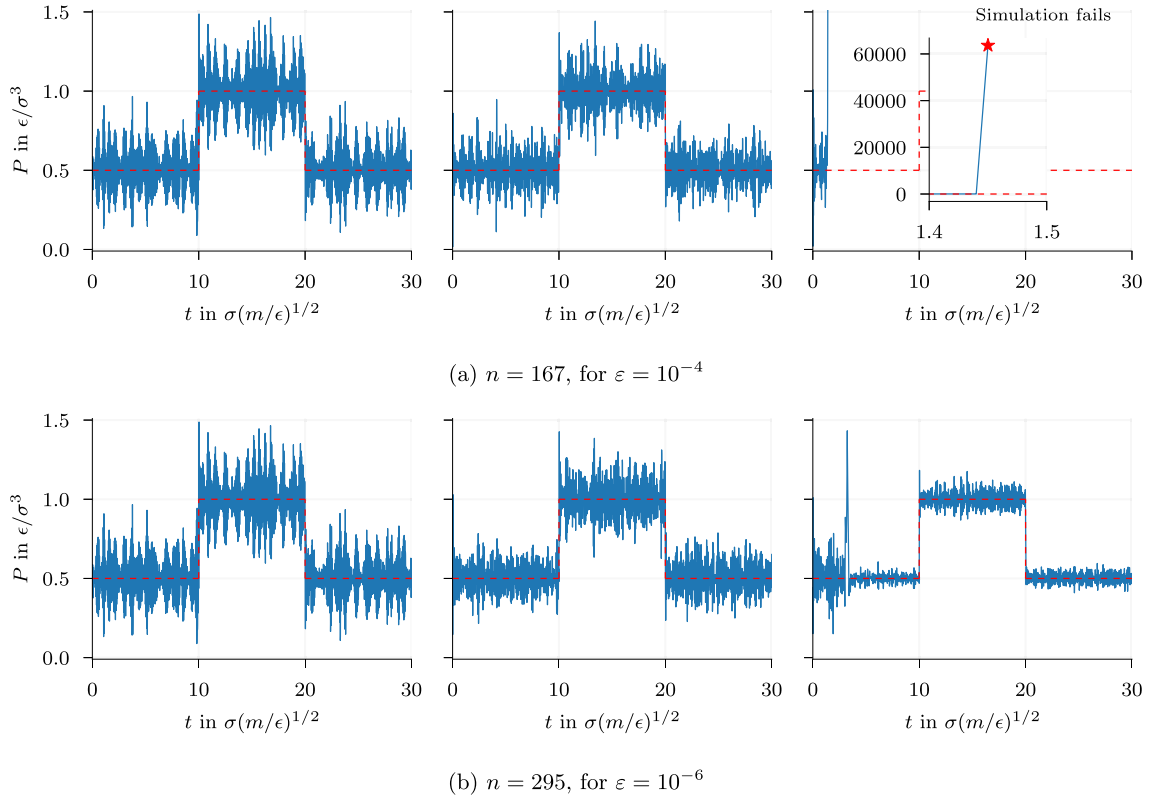 Simulation fails
1.5
1.0
0.5
0.0
P in ϵ/σ³
60000
40000
20000
0
1.4 1.5
0 10 20 30
0 10 20 30
0 10 20 30
t in σ(m/ϵ)^{1/2}
t in σ(m/ϵ)^{1/2}
t in σ(m/ϵ)^{1/2}
(a) n = 167, for ε = 10⁻⁴
1.5
1.0
0.5
0.0
P in ϵ/σ³
0 10 20 30
0 10 20 30
0 10 20 30
t in σ(m/ϵ)^{1/2}
t in σ(m/ϵ)^{1/2}
t in σ(m/ϵ)^{1/2}
(b) n = 295, for ε = 10⁻⁶